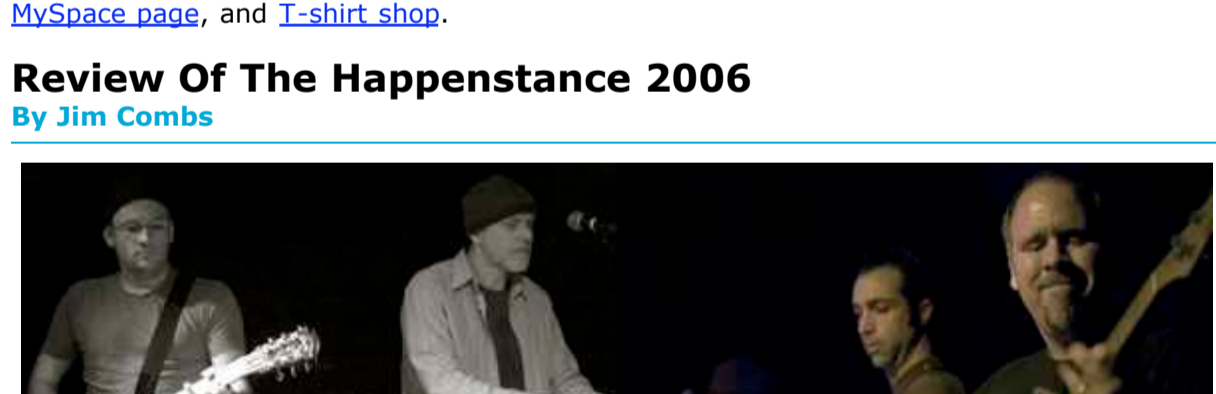 MySpace page, and T-shirt shop.
Review Of The Happenstance 2006
By Jim Combs